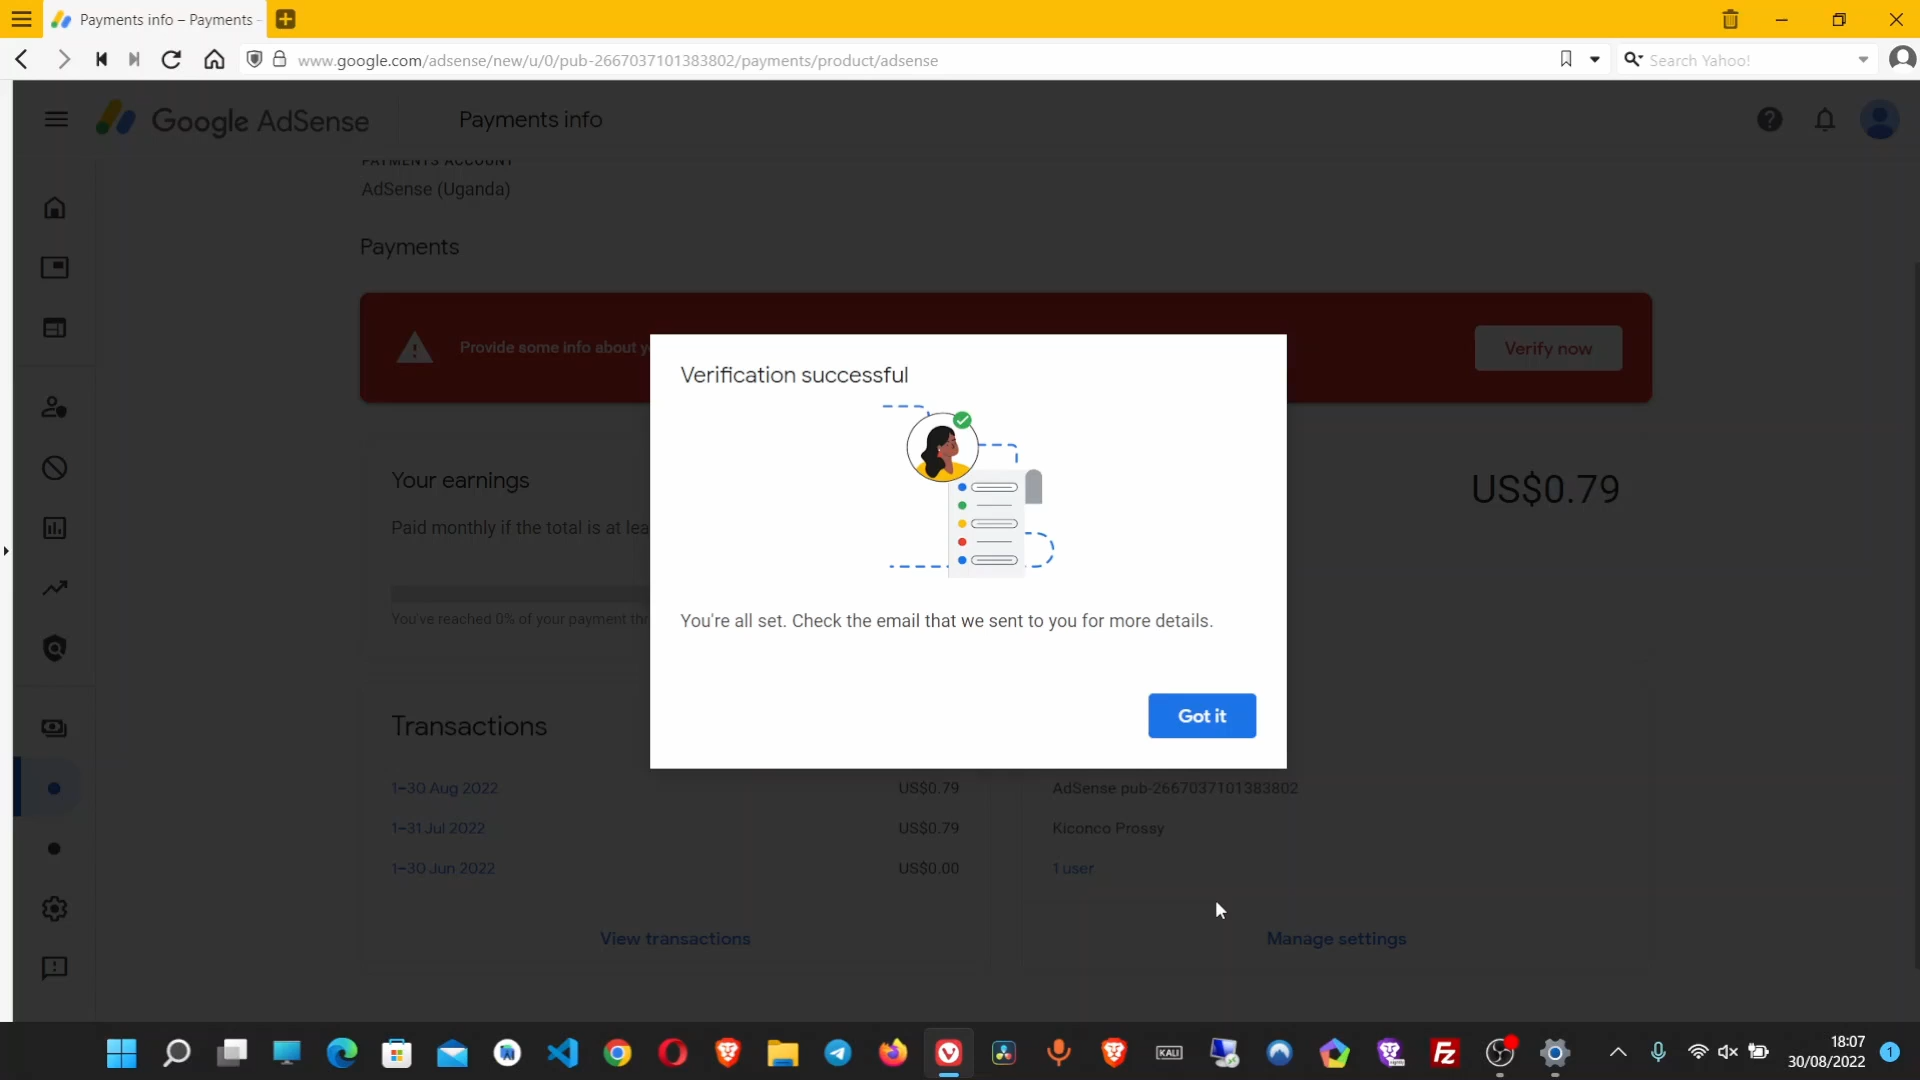 Payments info – Payments -
www.google.com/adsense/new/u/0/pub-2667037101383802/payments/product/adsense
Search Yahoo!
Google AdSense
Payments info
PAYMENTS ACCOUNT
AdSense (Uganda)
Payments
Provide some info about
Verify now
Verification successful
Your earnings
US$0.79
Paid monthly if the total is at
You've reached 0% of your payment
You're all set. Check the email that we sent to you for more details.
Got it
Transactions
1–30 Aug 2022
US$0.79
AdSense pub-2667037101383802
1–31 Jul 2022
US$0.79
Kiconco Prossy
1–30 Jun 2022
US$0.00
1 user
View transactions
Manage settings
KALI
Fz
18:07
30/08/2022
1